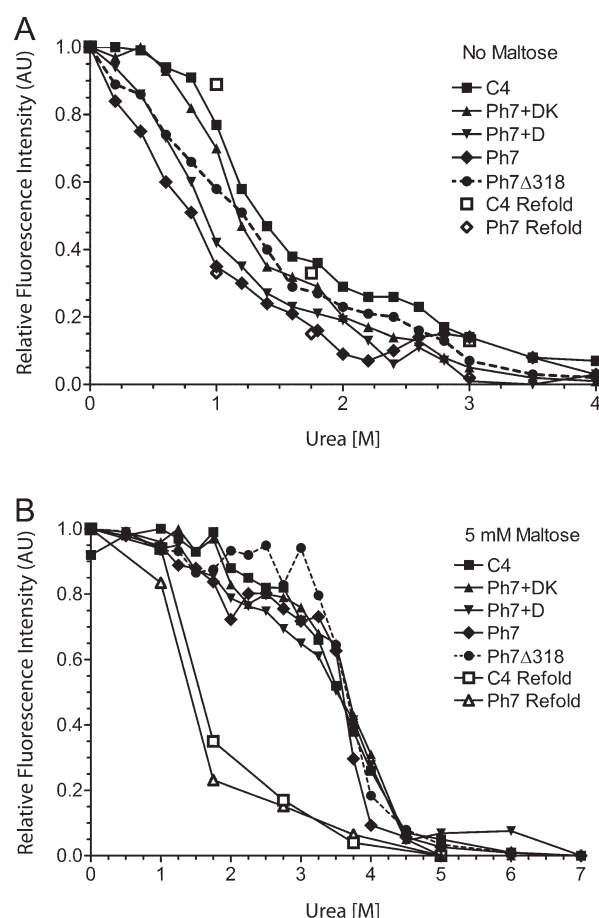 A
No Maltose
C4
Ph7+DK
Ph7+D
Ph7
Ph7Δ318
C4 Refold
Ph7 Refold
Relative Fluorescence Intensity (AU)
1.0
0.8
0.6
0.4
0.2
0.0
0 1 2 3 4
Urea [M]
B
5 mM Maltose
C4
Ph7+DK
Ph7+D
Ph7
Ph7Δ318
C4 Refold
Ph7 Refold
Relative Fluorescence Intensity (AU)
1.0
0.8
0.6
0.4
0.2
0.0
0 1 2 3 4 5 6 7
Urea [M]